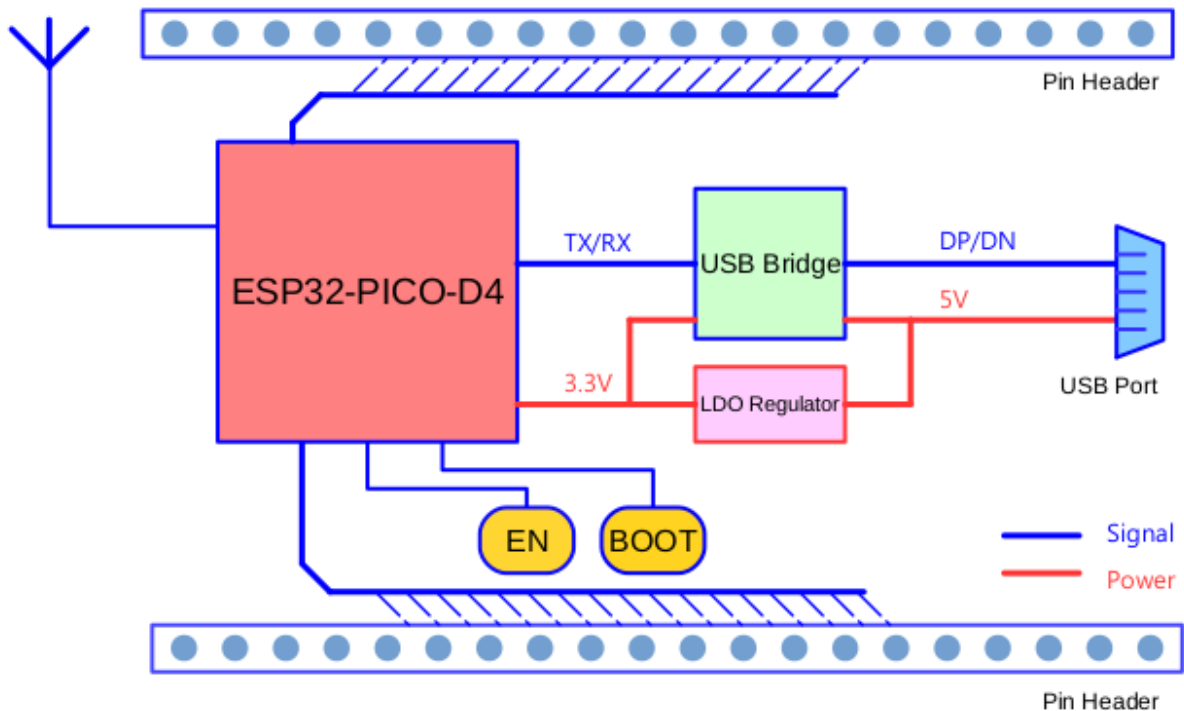 Pin Header
TX/RX
DP/DN
USB Bridge
ESP32-PICO-D4
5V
3.3V
LDO Regulator
USB Port
EN
BOOT
Signal
Power
Pin Header